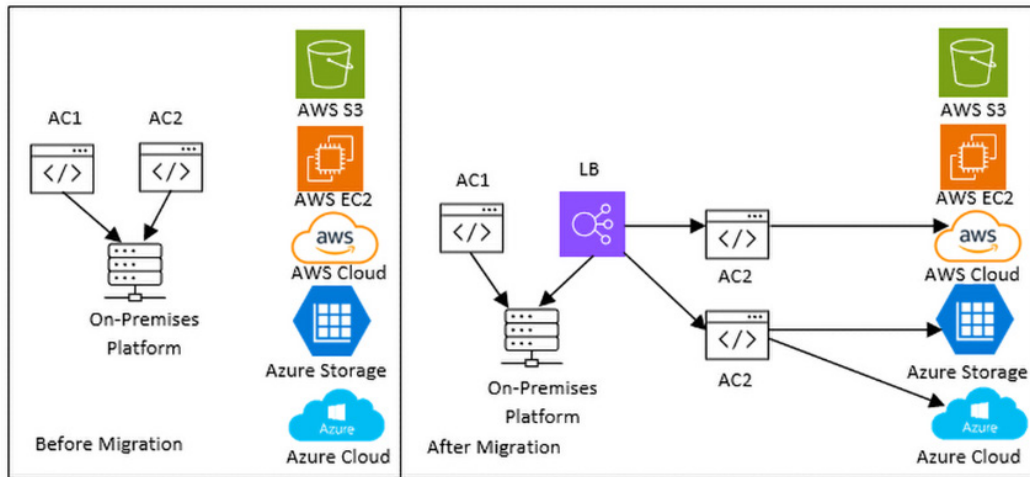 AWS S3
AC1 AC2
</>
</>
AWS EC2
aws
AWS Cloud
On-Premises
Platform
Azure Storage
Azure
Before Migration
Azure Cloud
AWS S3
LB
AC1
AWS EC2
</>
</>
aws
AC2
AWS Cloud
</>
On-Premises
Platform
AC2
Azure Storage
Azure
After Migration
Azure Cloud